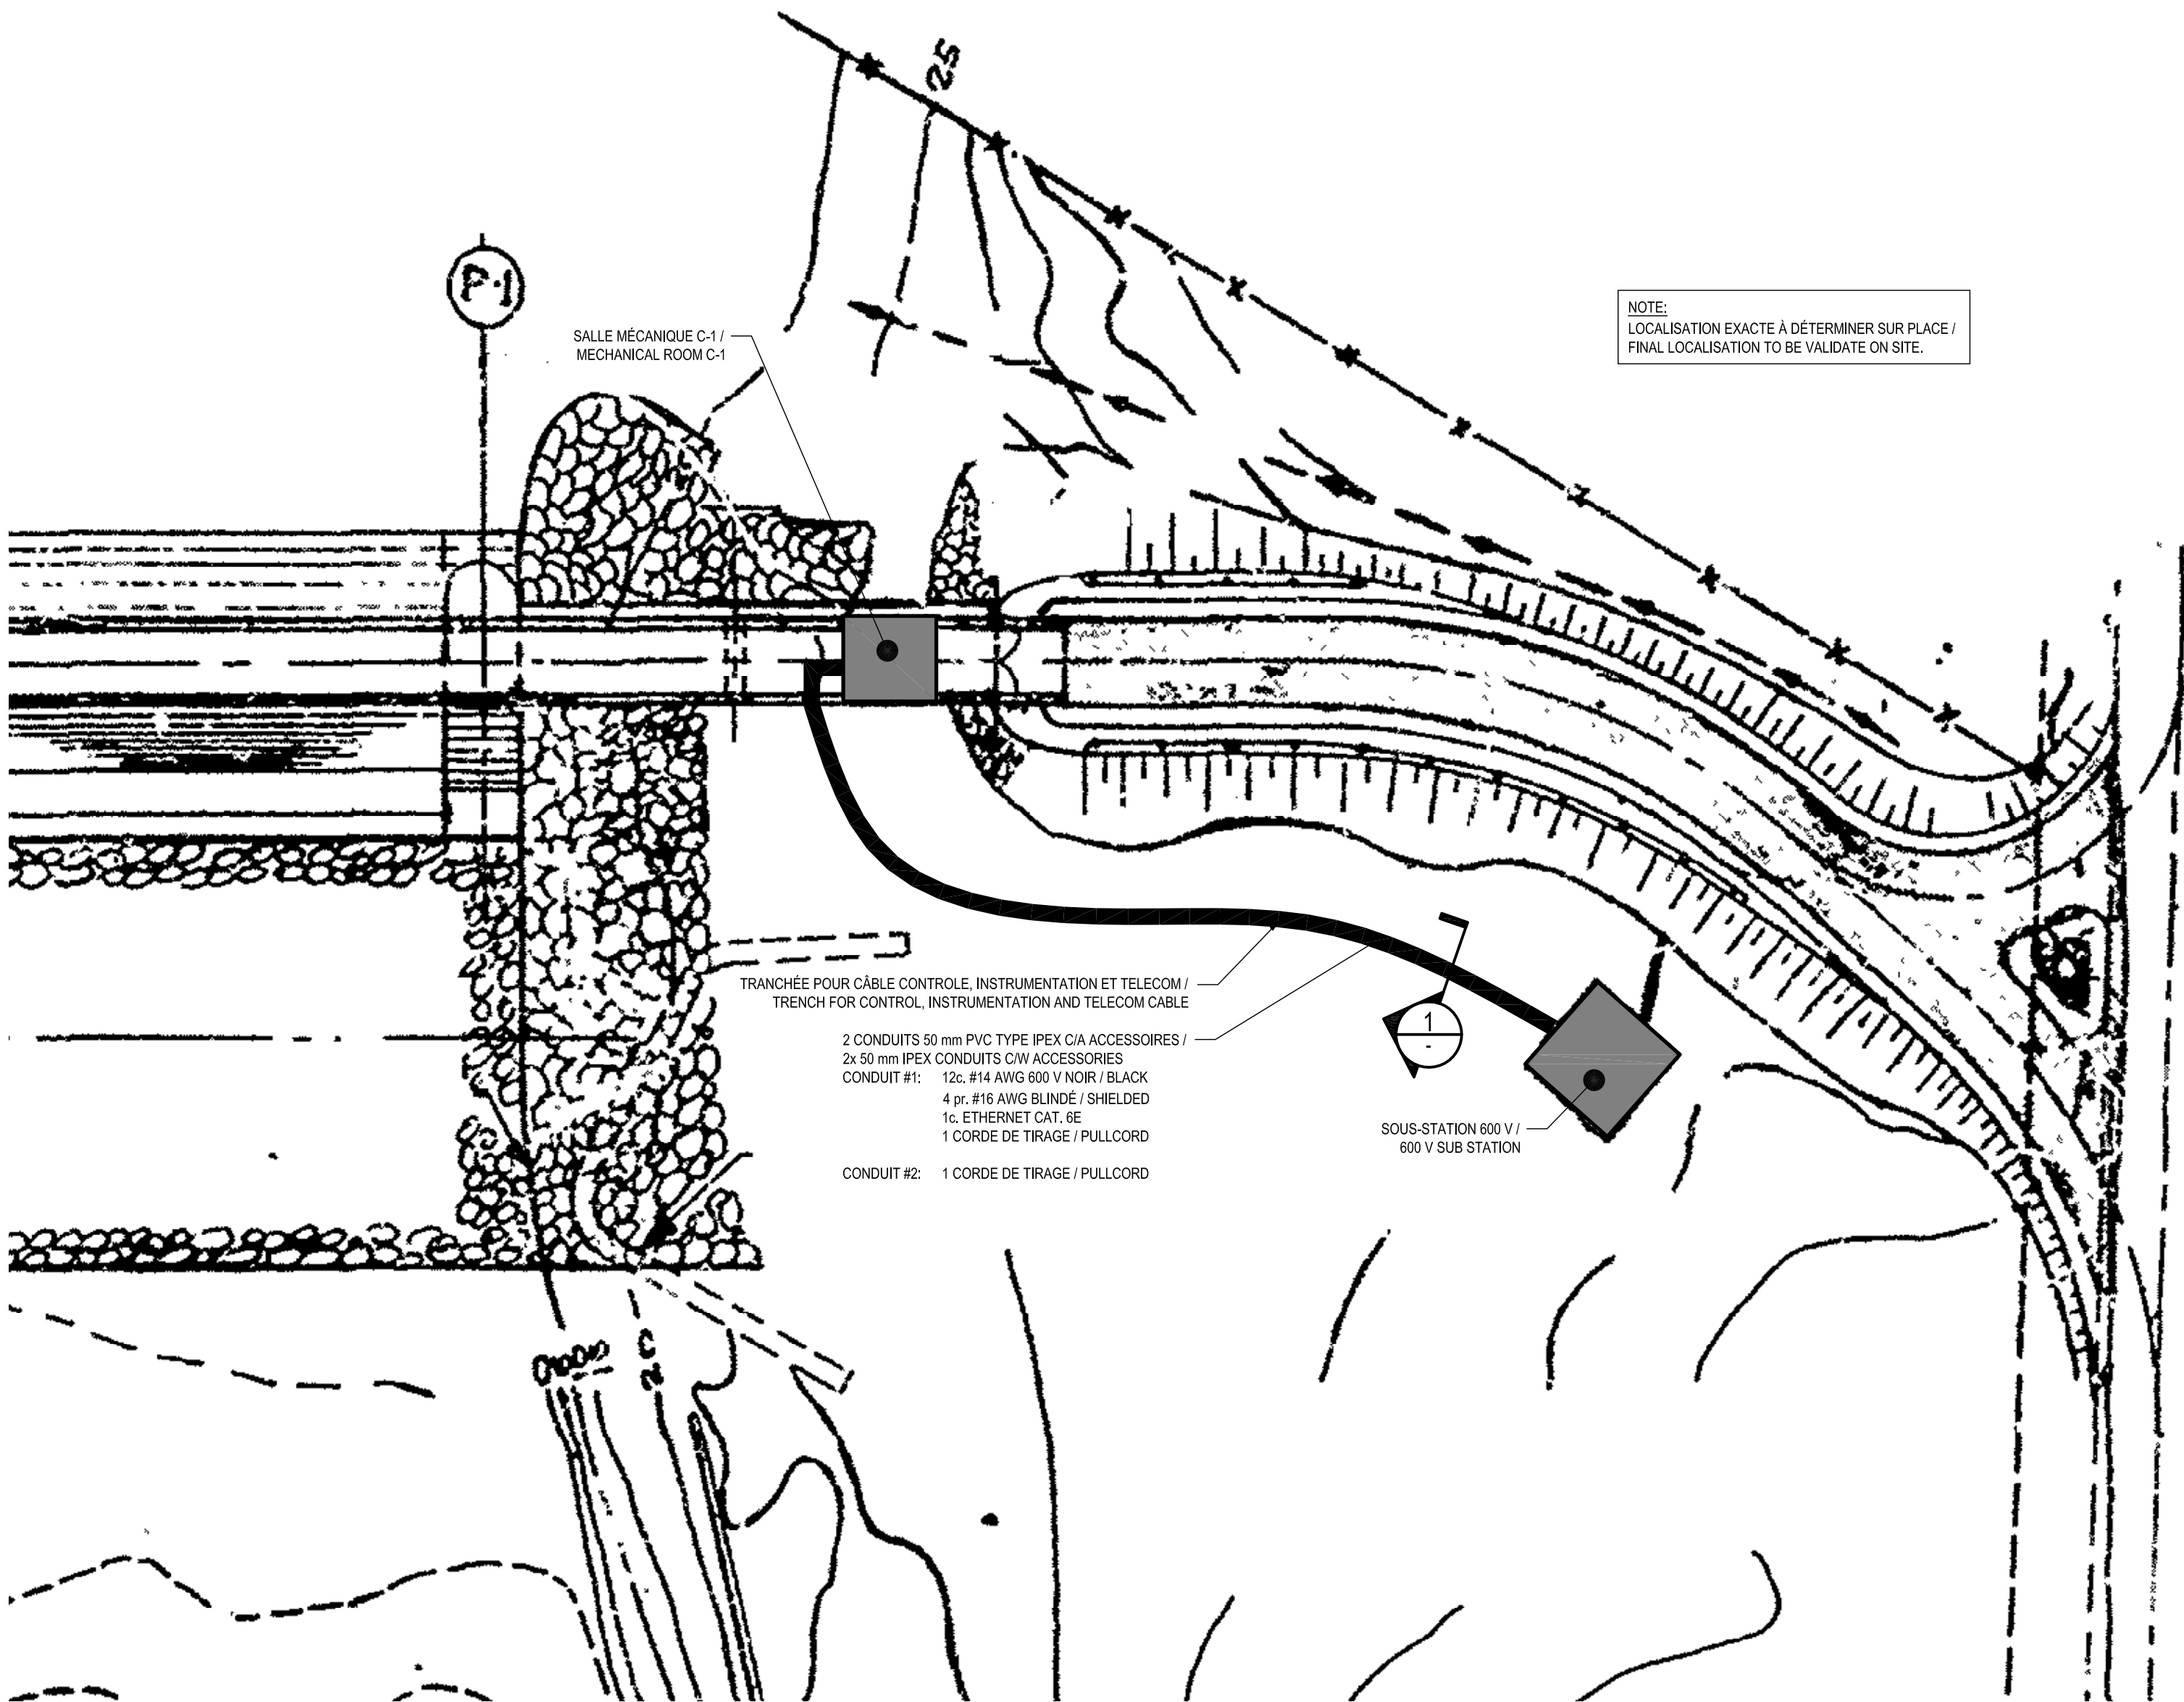 25
P.1
SALLE MÉCANIQUE C-1 /
MECHANICAL ROOM C-1
NOTE:
LOCALISATION EXACTE À DÉTERMINER SUR PLACE /
FINAL LOCALISATION TO BE VALIDATE ON SITE.
TRANCHÉE POUR CÂBLE CONTROLE, INSTRUMENTATION ET TELECOM /
TRENCH FOR CONTROL, INSTRUMENTATION AND TELECOM CABLE
2 CONDUITS 50 mm PVC TYPE IPEX C/A ACCESSOIRES /
2x 50 mm IPEX CONDUITS C/W ACCESSORIES
CONDUIT #1: 12c. #14 AWG 600 V NOIR / BLACK
4 pr. #16 AWG BLINDÉ / SHIELDED
1c. ETHERNET CAT. 6E
1 CORDE DE TIRAGE / PULLCORD
CONDUIT #2: 1 CORDE DE TIRAGE / PULLCORD
1
-
SOUS-STATION 600 V /
600 V SUB STATION